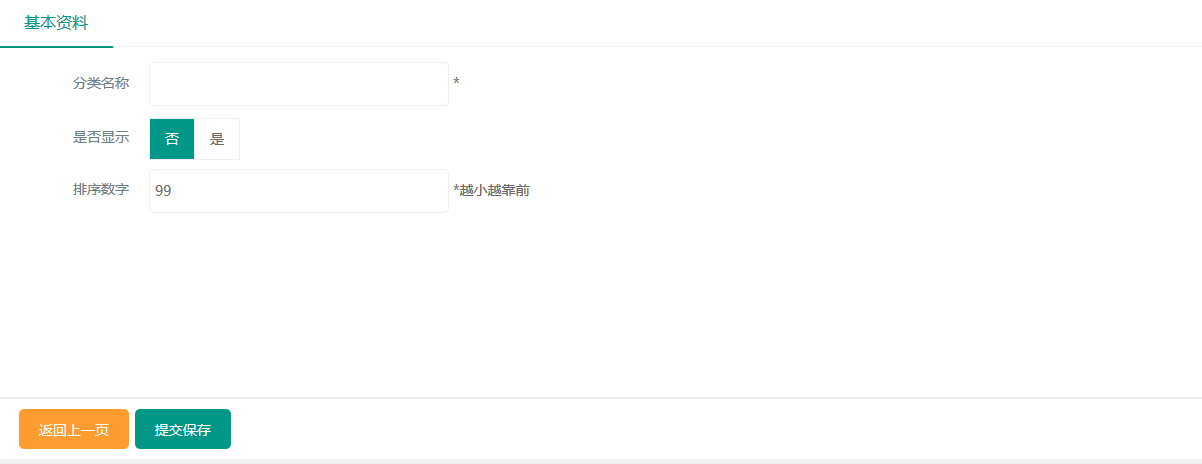 基本资料
分类名称 *
是否显示 否 是
排序数字 99 *越小越靠前
返回上一页 提交保存